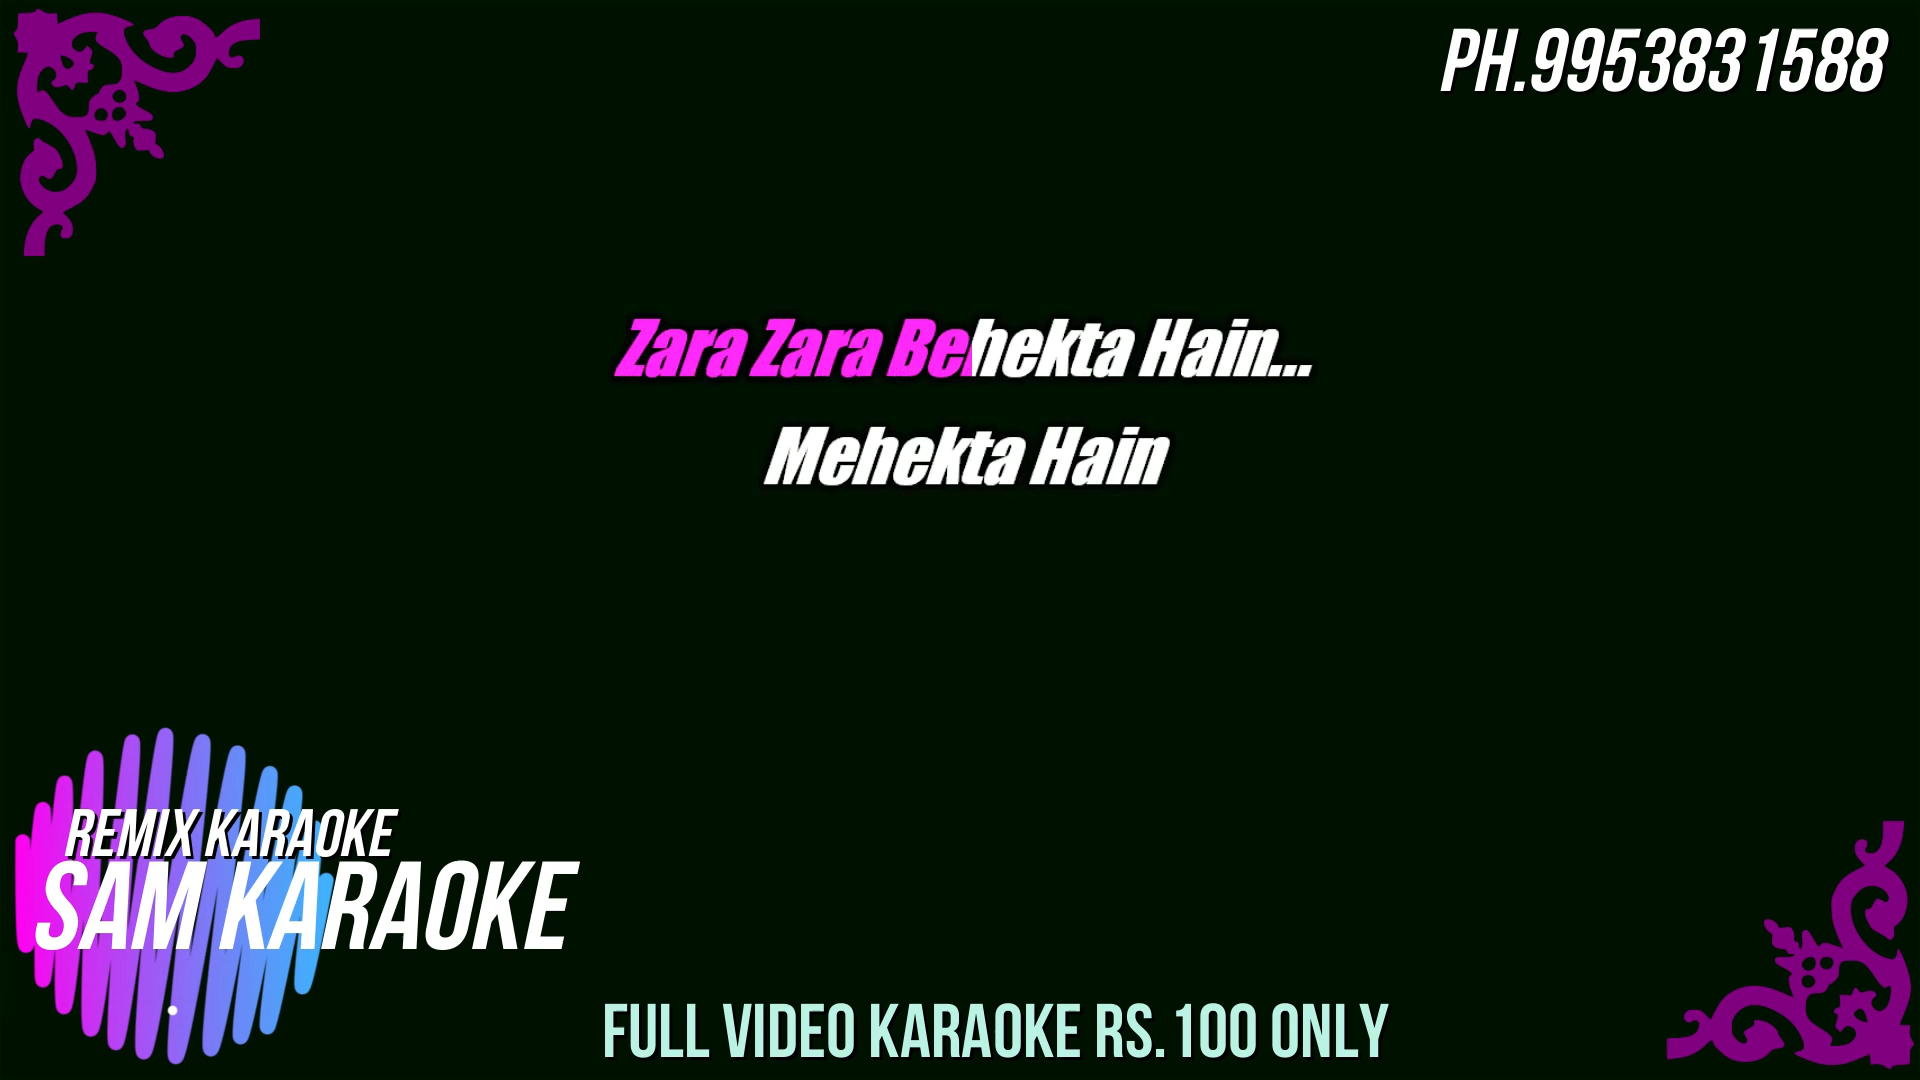 PH.9953831588
Zara Zara Behekta Hain...
Mehekta Hain
REMIX KARAOKE
SAM KARAOKE
FULL VIDEO KARAOKE RS.100 ONLY